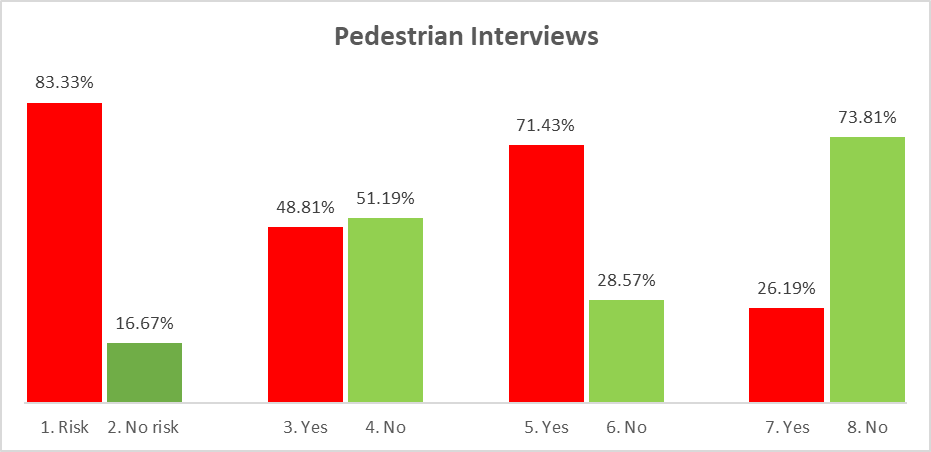 Pedestrian Interviews
83.33%
16.67%
48.81%
51.19%
71.43%
28.57%
26.19%
73.81%
1. Risk
2. No risk
3. Yes
4. No
5. Yes
6. No
7. Yes
8. No